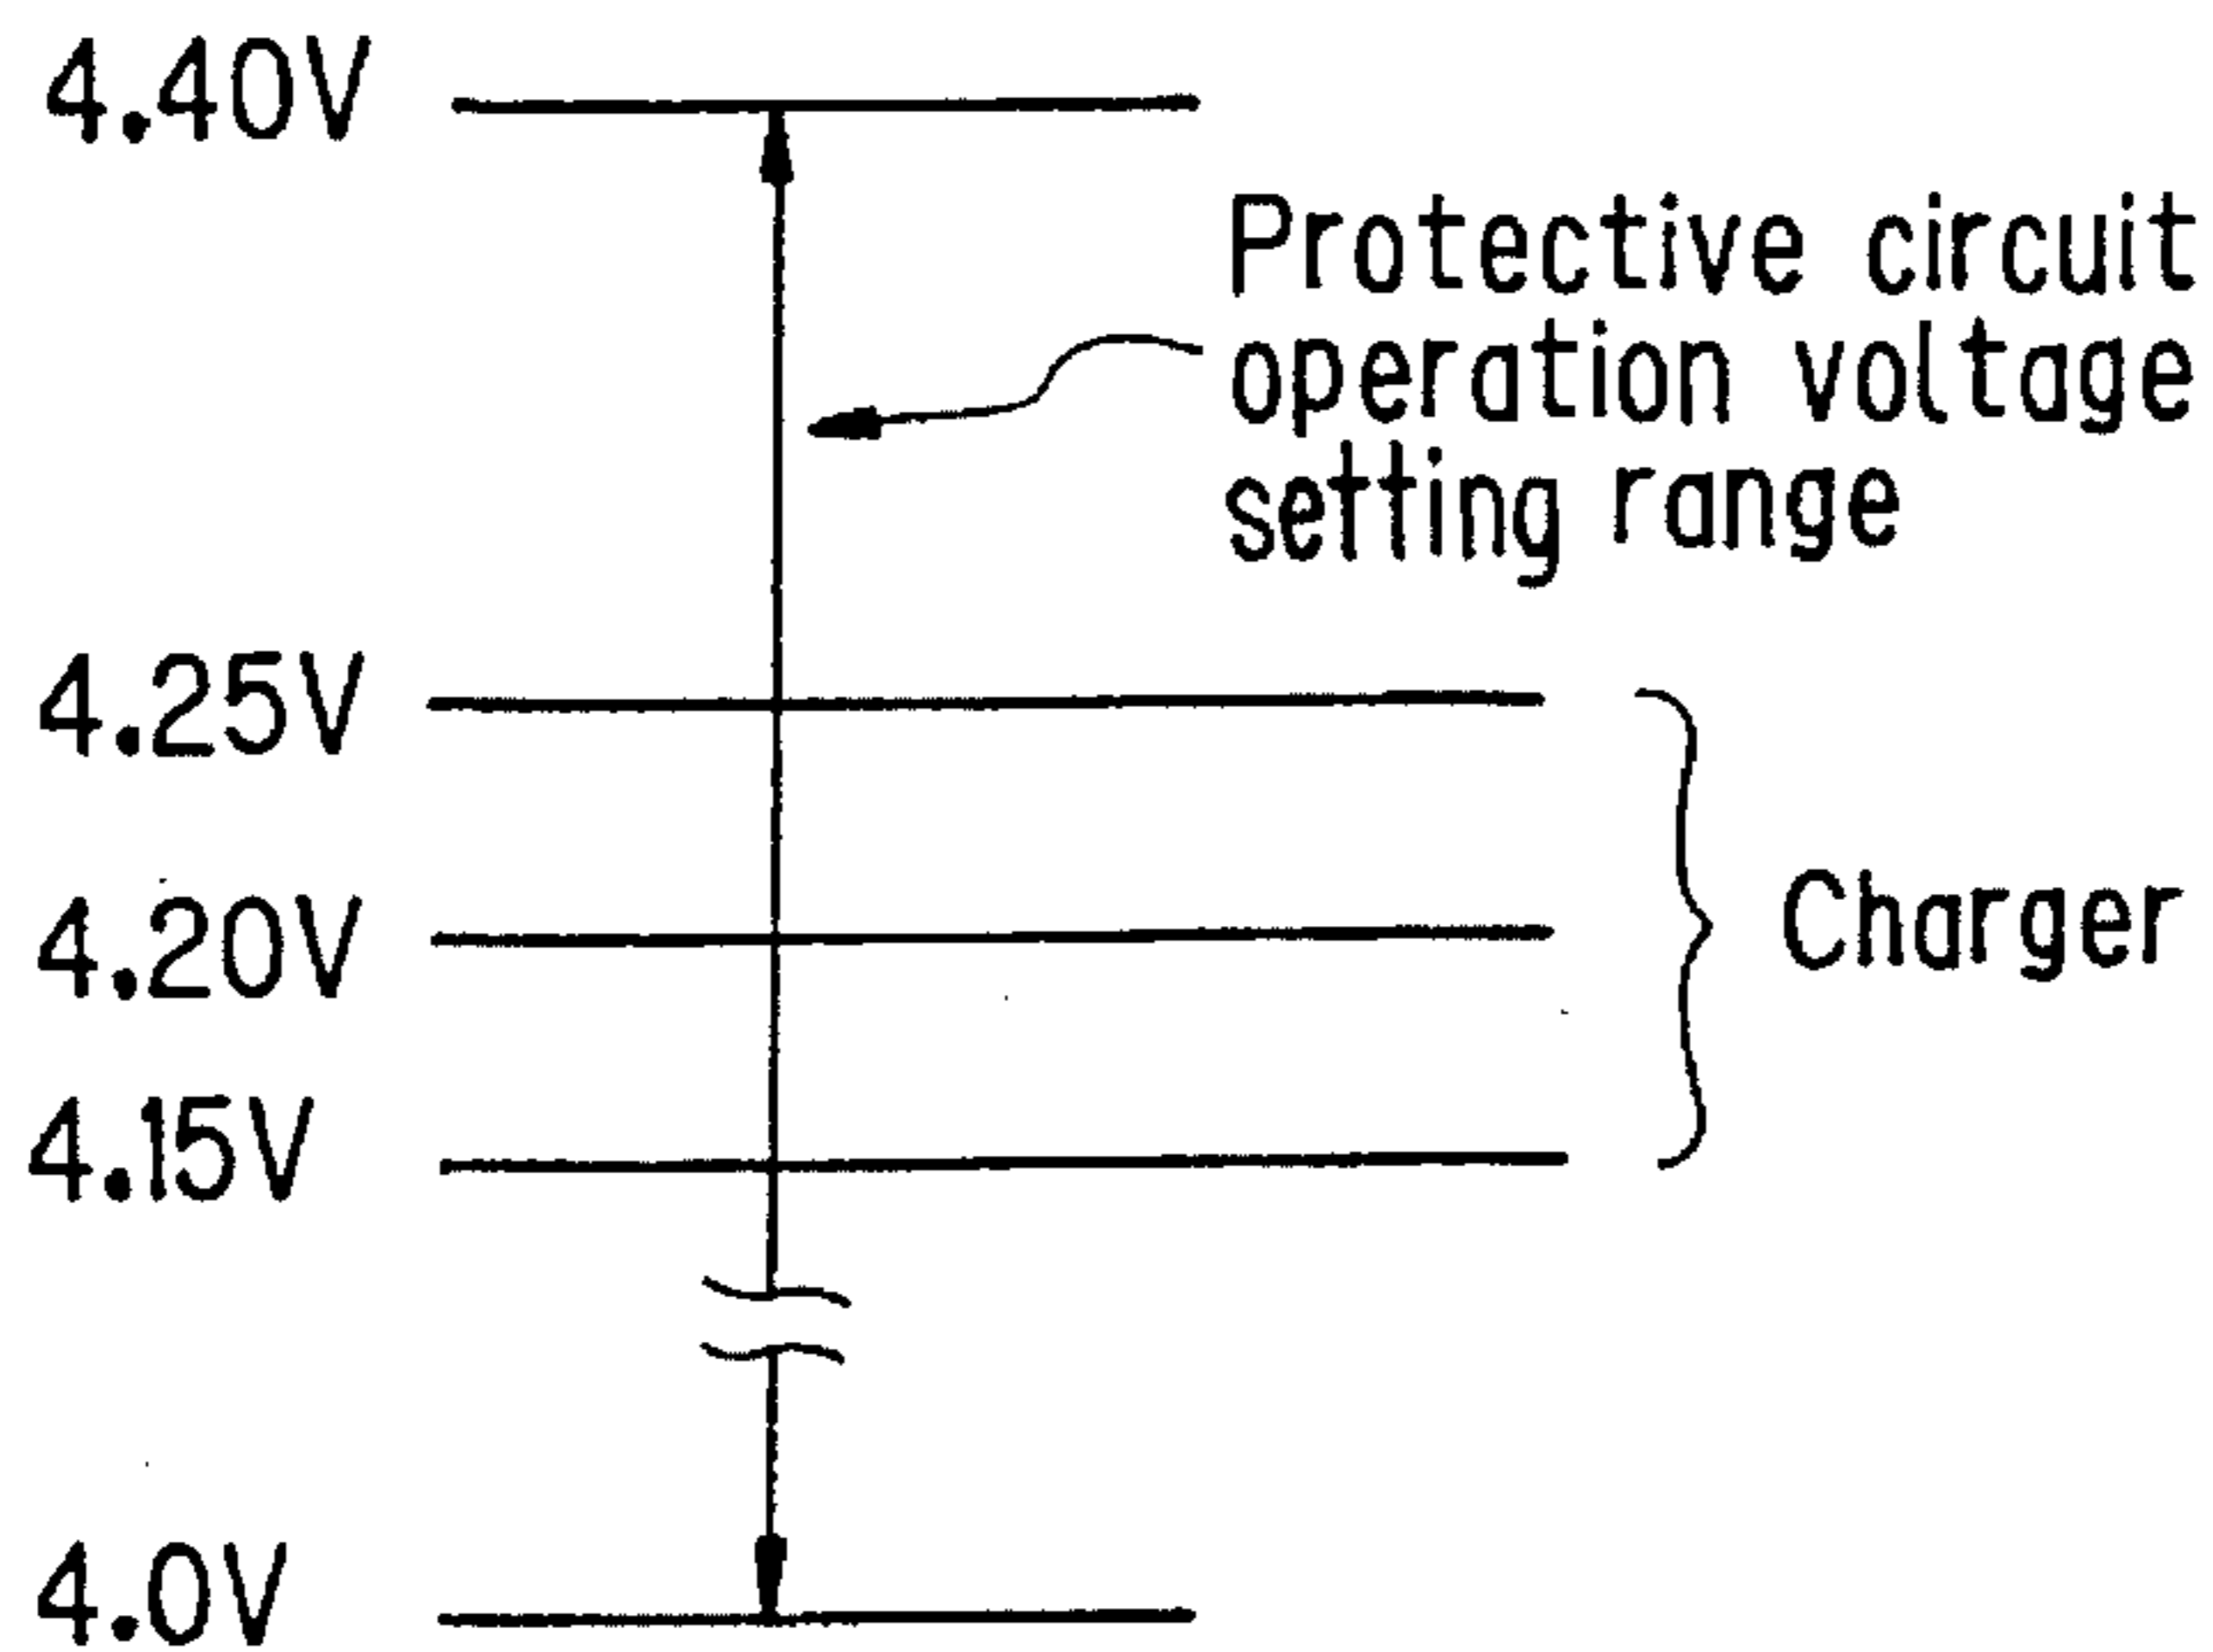 4.40V
Protective circuit
operation voltage
setting range
4.25V
4.20V
Charger
4.15V
4.0V